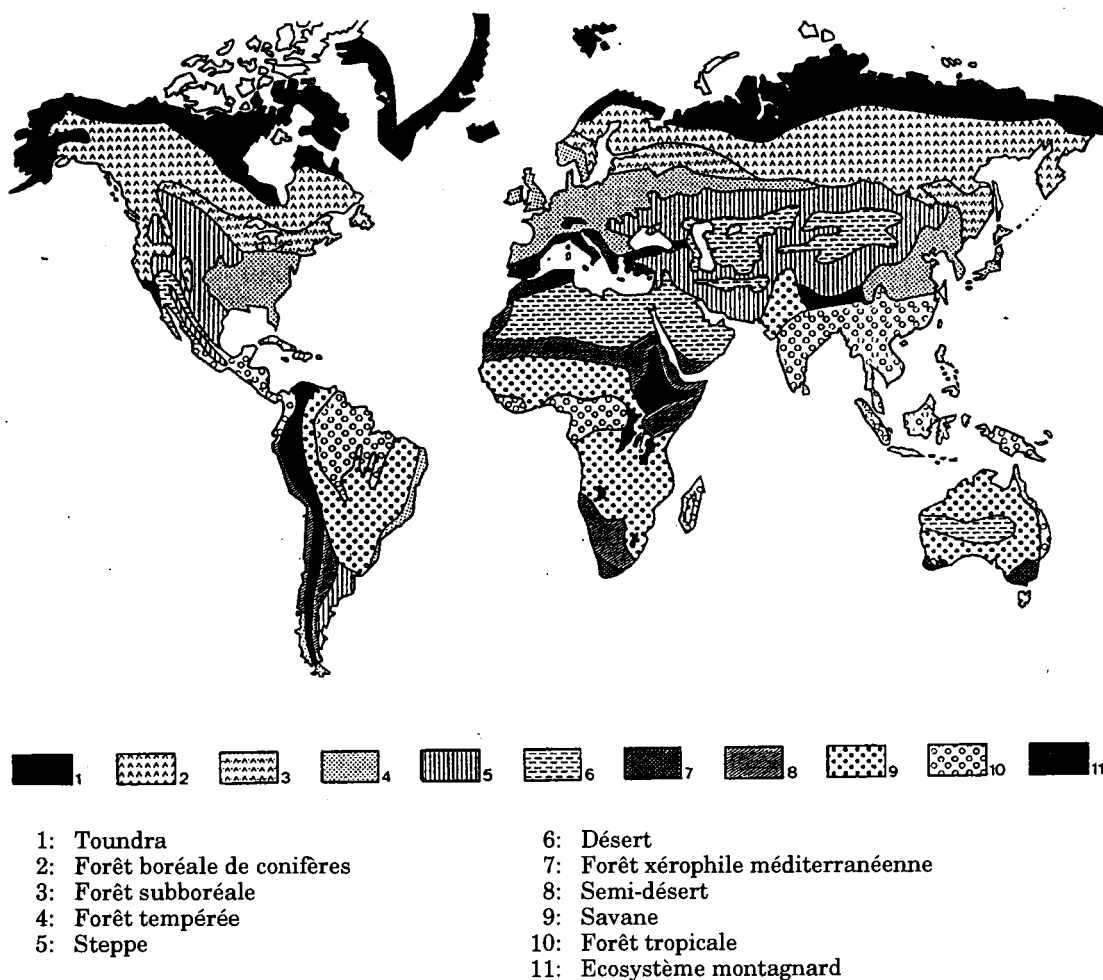 1 2 3 4 5 6 7 8 9 10 11
1: Toundra
2: Forêt boréale de conifères
3: Forêt subboréale
4: Forêt tempérée
5: Steppe
6: Désert
7: Forêt xérophile méditerranéenne
8: Semi-désert
9: Savane
10: Forêt tropicale
11: Ecosystème montagnard